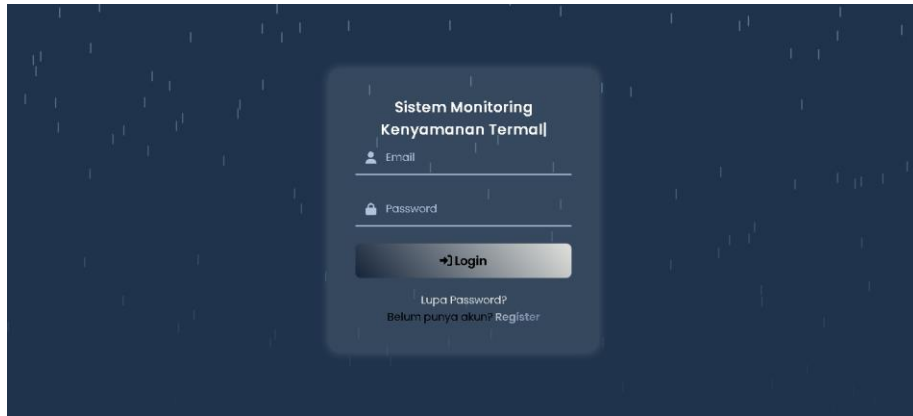 Sistem Monitoring
Kenyamanan Termal|
Email
Password
Login
Lupa Password?
Belum punya akun? Register